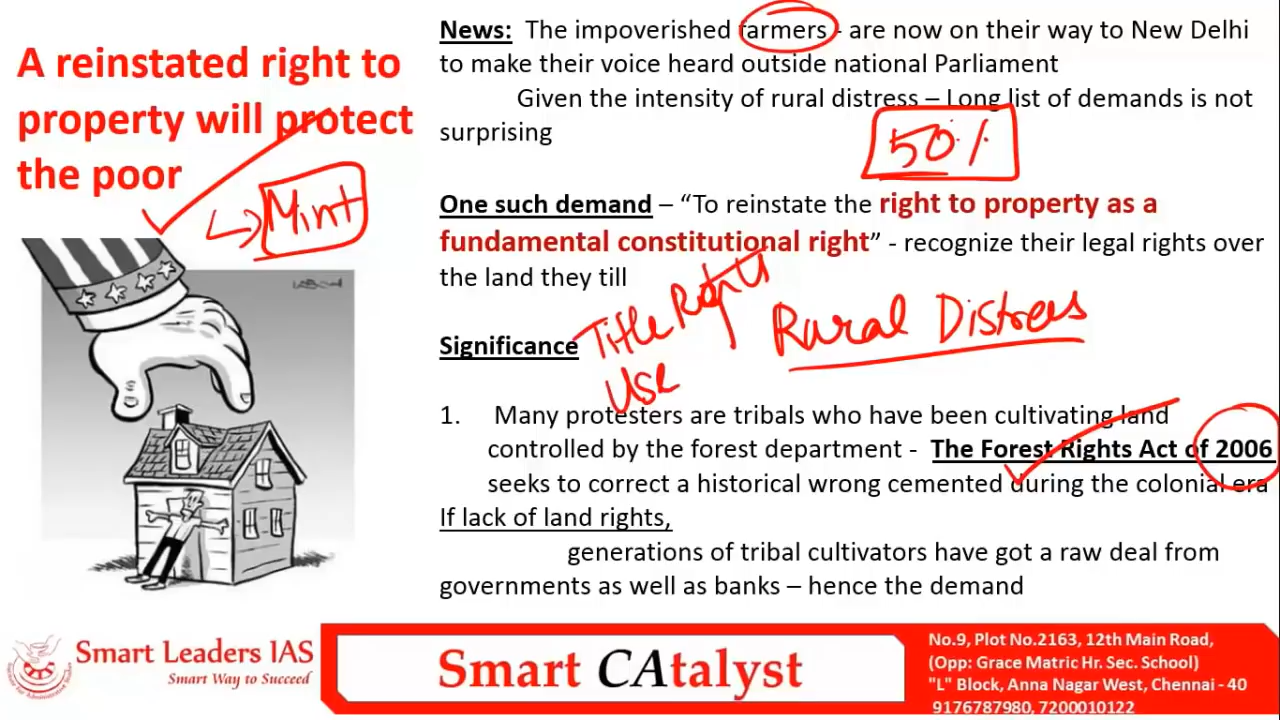 A reinstated right to
property will protect
the poor
Mint
News: The impoverished farmers - are now on their way to New Delhi
to make their voice heard outside national Parliament
Given the intensity of rural distress – Long list of demands is not
surprising
50%
One such demand – “To reinstate the right to property as a
fundamental constitutional right” - recognize their legal rights over
the land they till
Title Rights
Use
Rural Distress
Significance
1. Many protesters are tribals who have been cultivating land
controlled by the forest department - The Forest Rights Act of 2006
seeks to correct a historical wrong cemented during the colonial era
If lack of land rights,
generations of tribal cultivators have got a raw deal from
governments as well as banks – hence the demand
Smart Leaders IAS
Smart Way to Succeed
Smart CAtalyst
No.9, Plot No.2163, 12th Main Road,
(Opp: Grace Matric Hr. Sec. School)
"L" Block, Anna Nagar West, Chennai - 40
9176787980, 7200010122